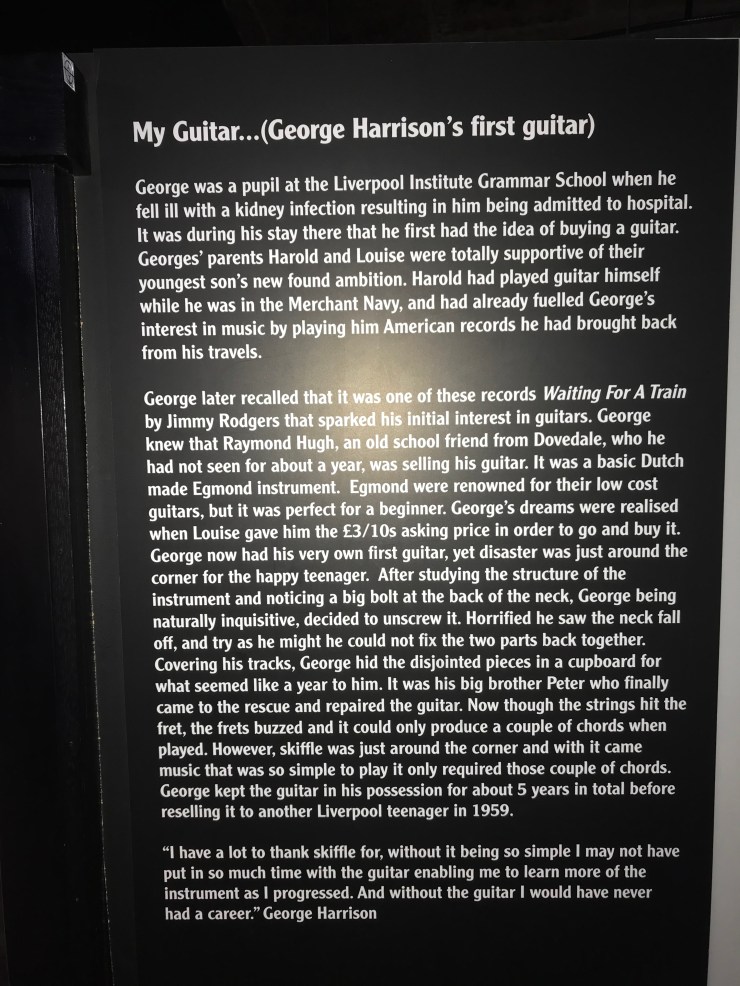 My Guitar...(George Harrison's first guitar)
George was a pupil at the Liverpool Institute Grammar School when he
fell ill with a kidney infection resulting in him being admitted to hospital.
It was during his stay there that he first had the idea of buying a guitar.
Georges' parents Harold and Louise were totally supportive of their
youngest son's new found ambition. Harold had played guitar himself
while he was in the Merchant Navy, and had already fuelled George's
interest in music by playing him American records he had brought back
from his travels.
George later recalled that it was one of these records Waiting For A Train
by Jimmy Rodgers that sparked his initial interest in guitars. George
knew that Raymond Hugh, an old school friend from Dovedale, who he
had not seen for about a year, was selling his guitar. It was a basic Dutch
made Egmond instrument.  Egmond were renowned for their low cost
guitars, but it was perfect for a beginner. George's dreams were realised
when Louise gave him the £3/10s asking price in order to go and buy it.
George now had his very own first guitar, yet disaster was just around the
corner for the happy teenager.  After studying the structure of the
instrument and noticing a big bolt at the back of the neck, George being
naturally inquisitive, decided to unscrew it. Horrified he saw the neck fall
off, and try as he might he could not fix the two parts back together.
Covering his tracks, George hid the disjointed pieces in a cupboard for
what seemed like a year to him. It was his big brother Peter who finally
came to the rescue and repaired the guitar. Now though the strings hit the
fret, the frets buzzed and it could only produce a couple of chords when
played. However, skiffle was just around the corner and with it came
music that was so simple to play it only required those couple of chords.
George kept the guitar in his possession for about 5 years in total before
reselling it to another Liverpool teenager in 1959.
"I have a lot to thank skiffle for, without it being so simple I may not have
put in so much time with the guitar enabling me to learn more of the
instrument as I progressed. And without the guitar I would have never
had a career." George Harrison